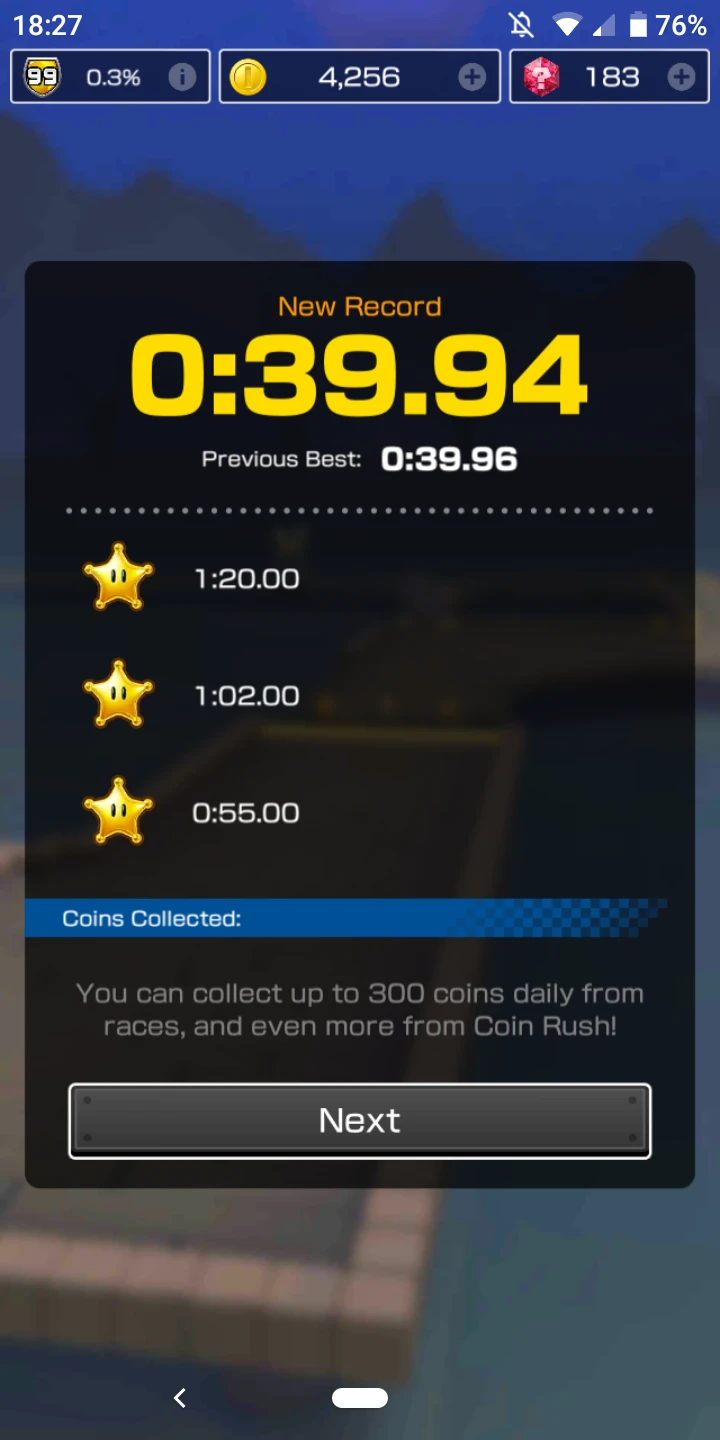 18:27 76%
99 0.3% i 4,256 + ? 183 +
New Record
0:39.94
Previous Best: 0:39.96
1:20.00
1:02.00
0:55.00
Coins Collected:
You can collect up to 300 coins daily from
races, and even more from Coin Rush!
Next